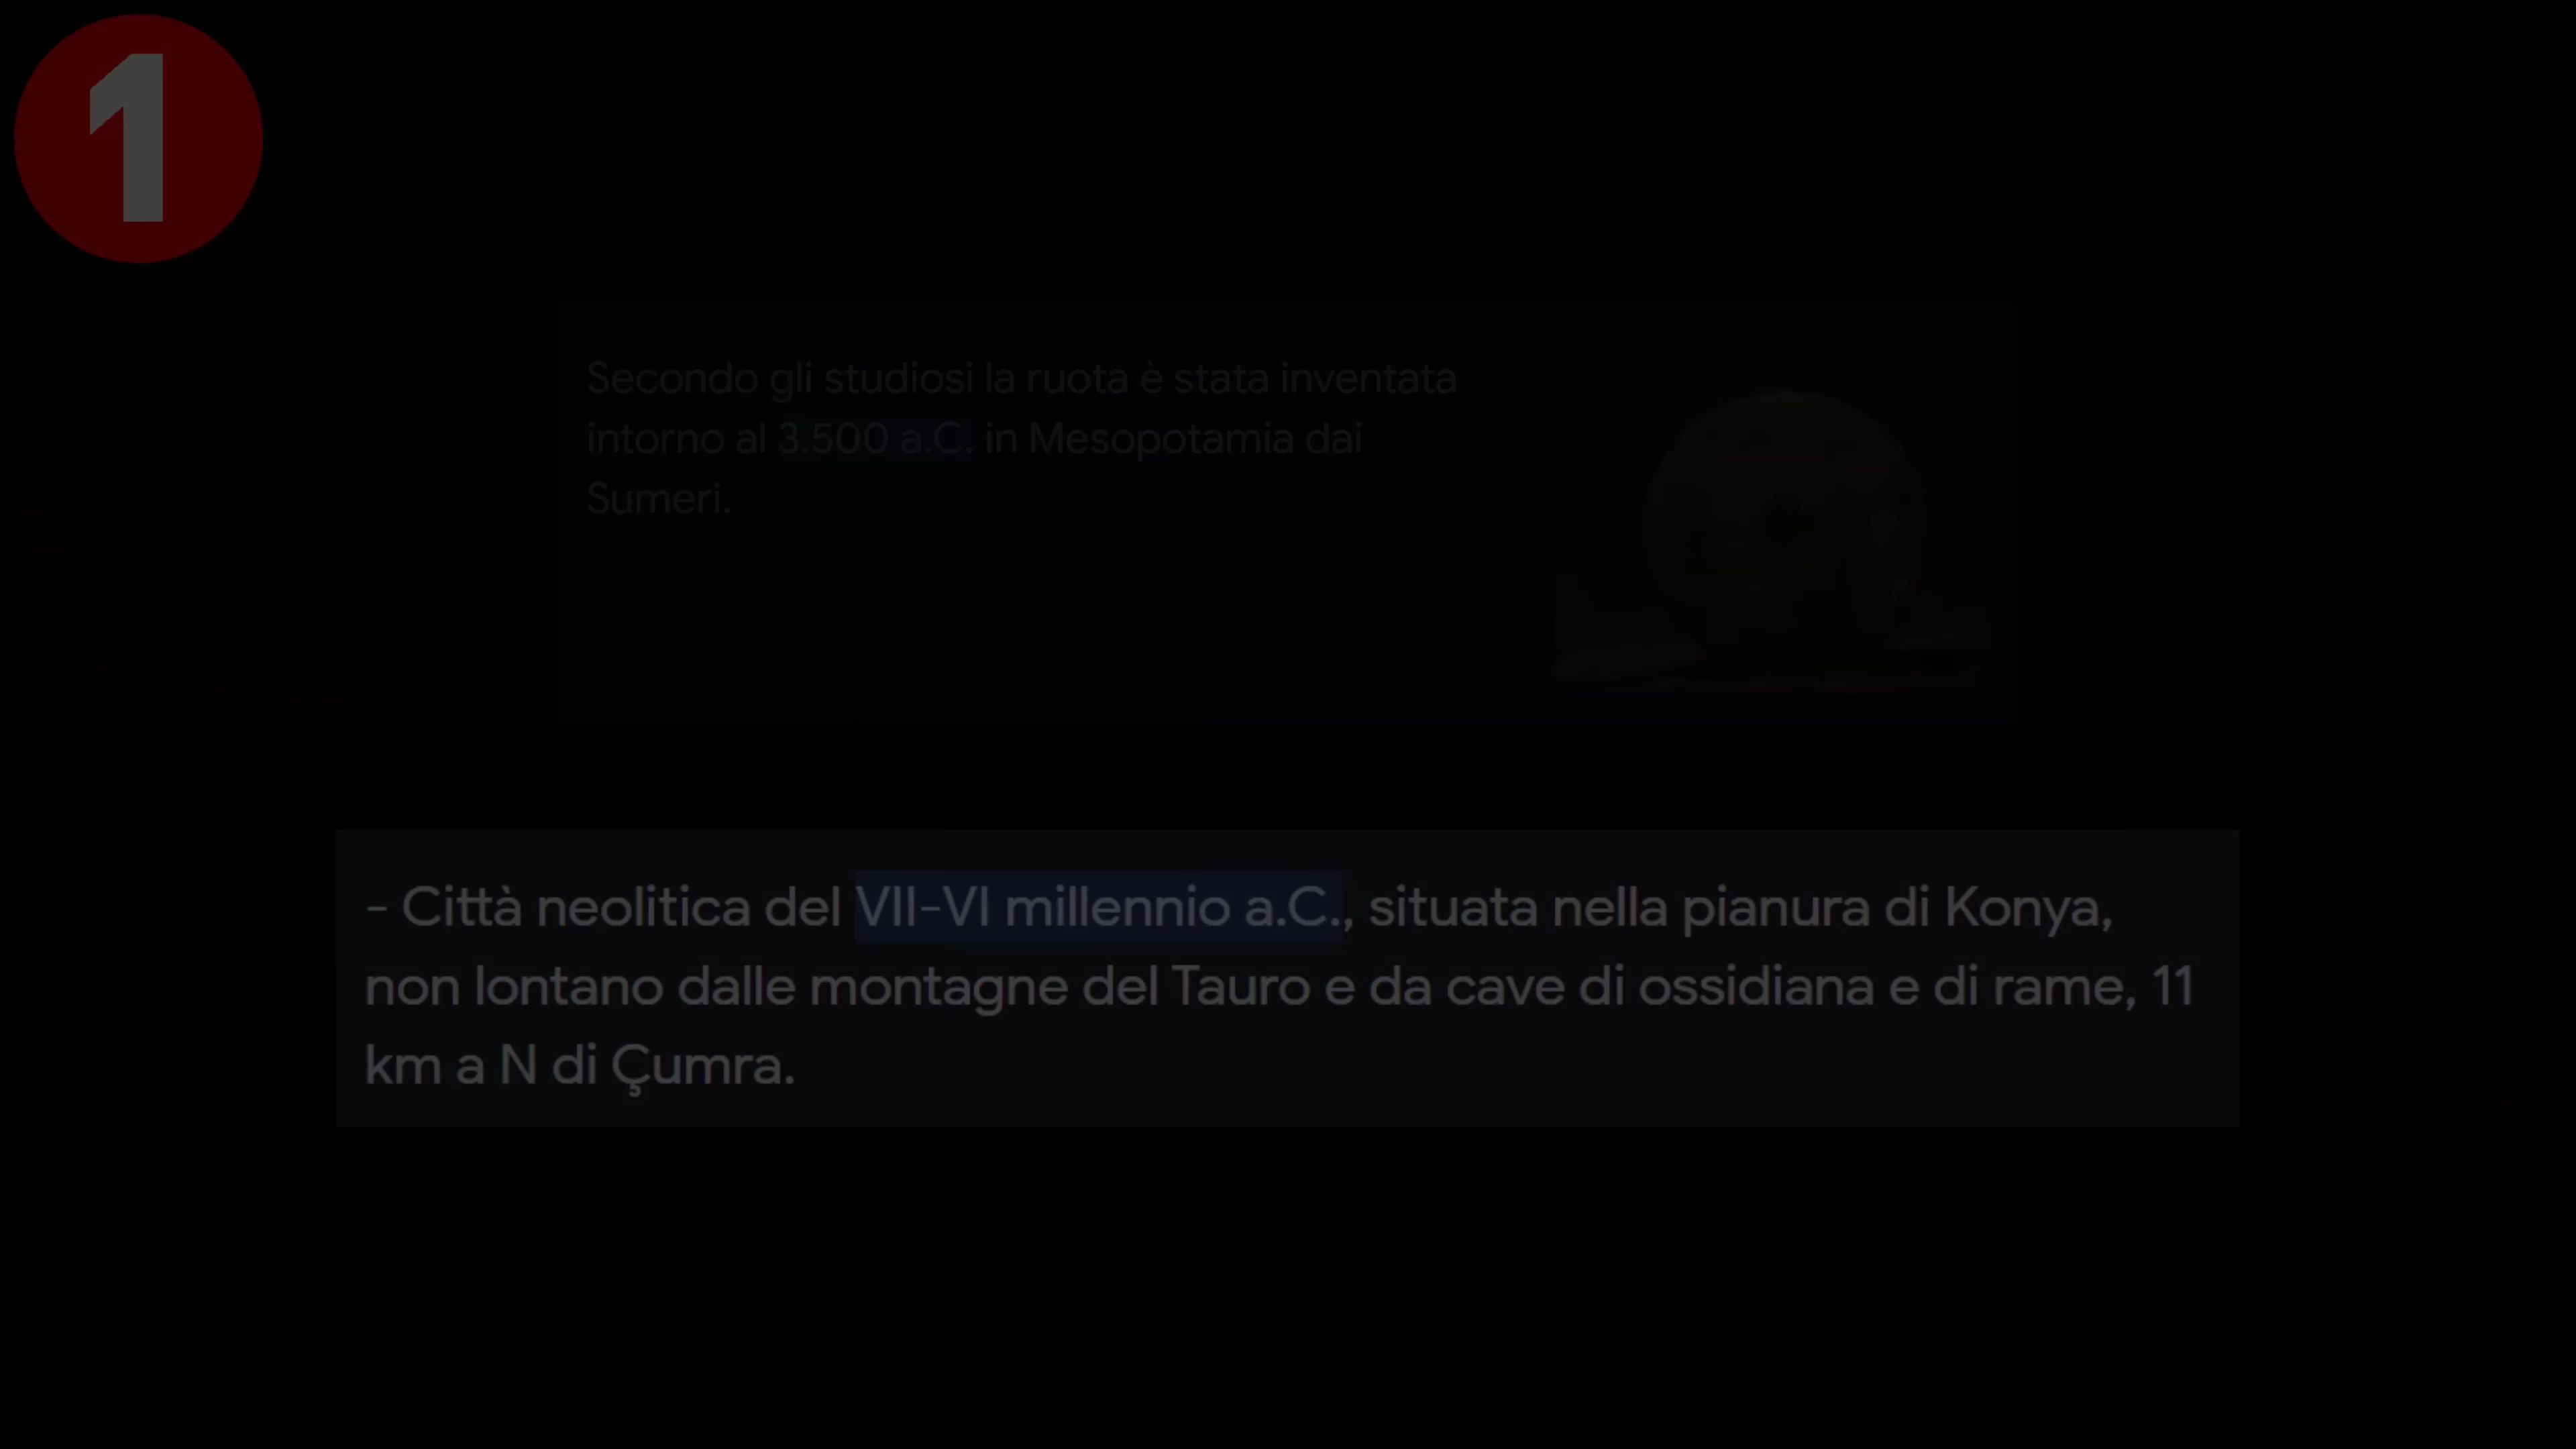 1
Secondo gli studiosi la ruota è stata inventata
intorno al 3.500 a.C. in Mesopotamia dai
Sumeri.
- Città neolitica del VII-VI millennio a.C., situata nella pianura di Konya,
non lontano dalle montagne del Tauro e da cave di ossidiana e di rame, 11
km a N di Çumra.